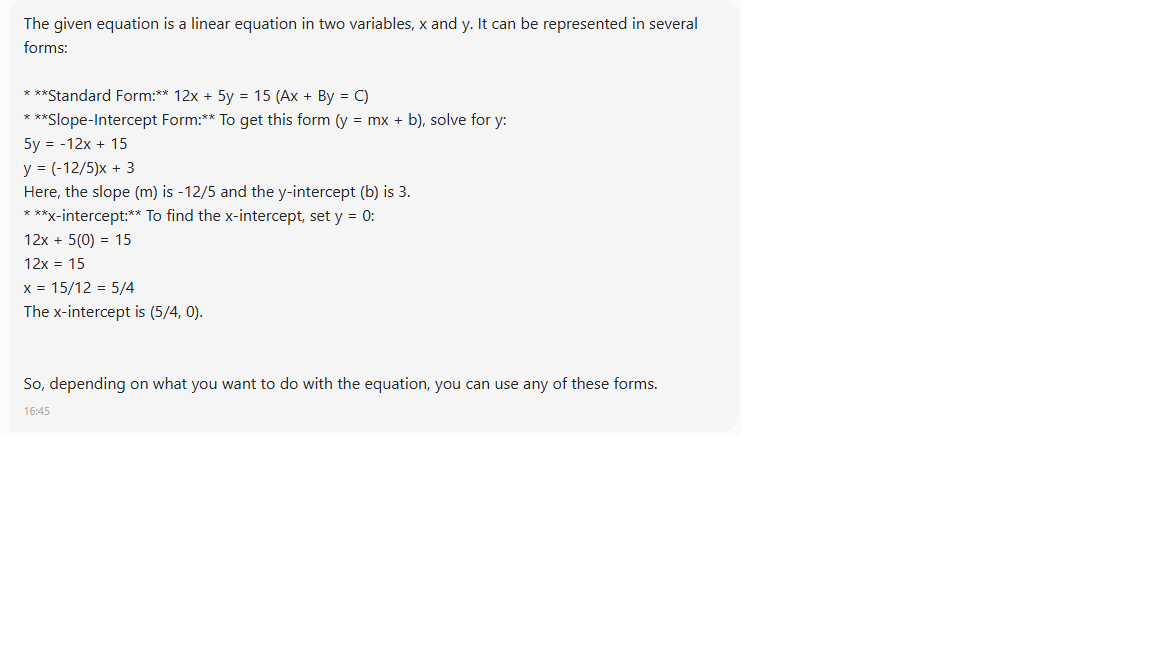 The given equation is a linear equation in two variables, x and y. It can be represented in several
forms:
* **Standard Form:** 12x + 5y = 15 (Ax + By = C)
* **Slope-Intercept Form:** To get this form (y = mx + b), solve for y:
5y = -12x + 15
y = (-12/5)x + 3
Here, the slope (m) is -12/5 and the y-intercept (b) is 3.
* **x-intercept:** To find the x-intercept, set y = 0:
12x + 5(0) = 15
12x = 15
x = 15/12 = 5/4
The x-intercept is (5/4, 0).
So, depending on what you want to do with the equation, you can use any of these forms.
16:45